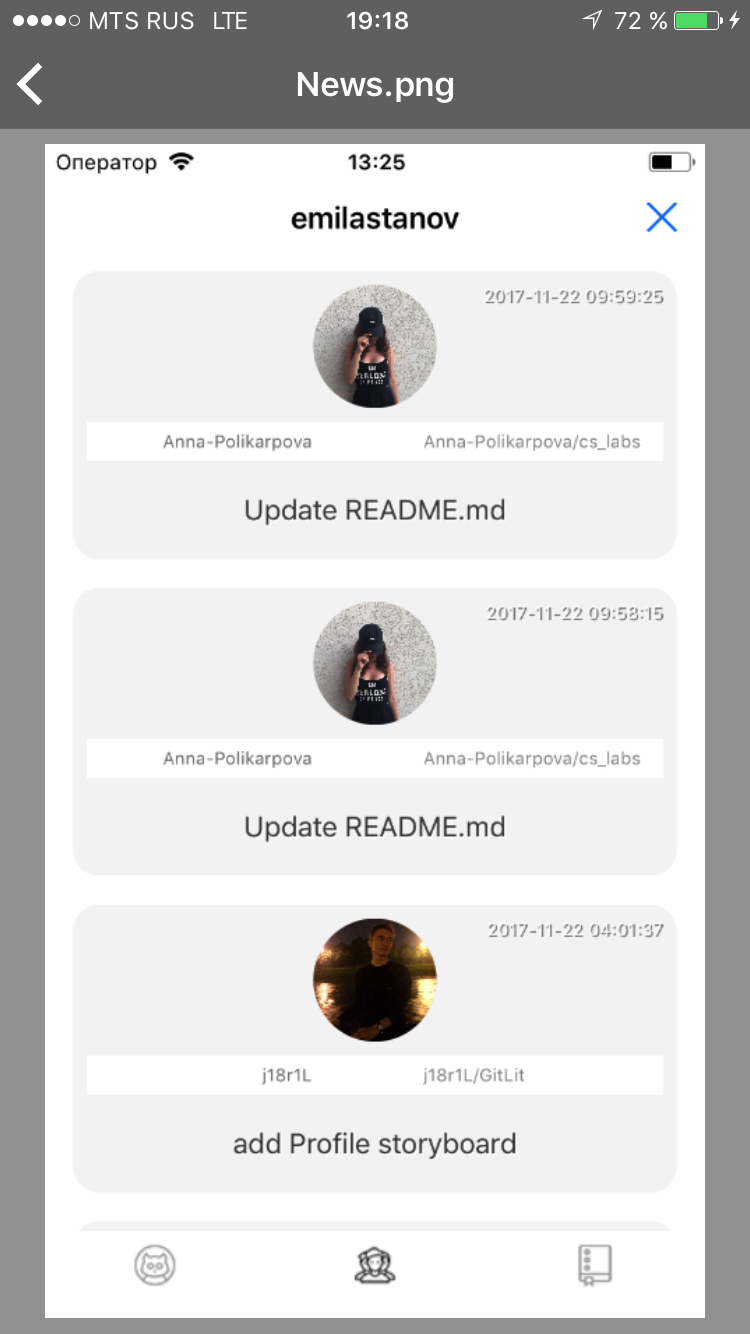 MTS RUS LTE 19:18 72 %
News.png
Оператор 13:25
emilastanov
2017-11-22 09:59:25
Anna-Polikarpova Anna-Polikarpova/cs_labs
Update README.md
2017-11-22 09:58:15
Anna-Polikarpova Anna-Polikarpova/cs_labs
Update README.md
2017-11-22 04:01:37
j18r1L j18r1L/GitLit
add Profile storyboard